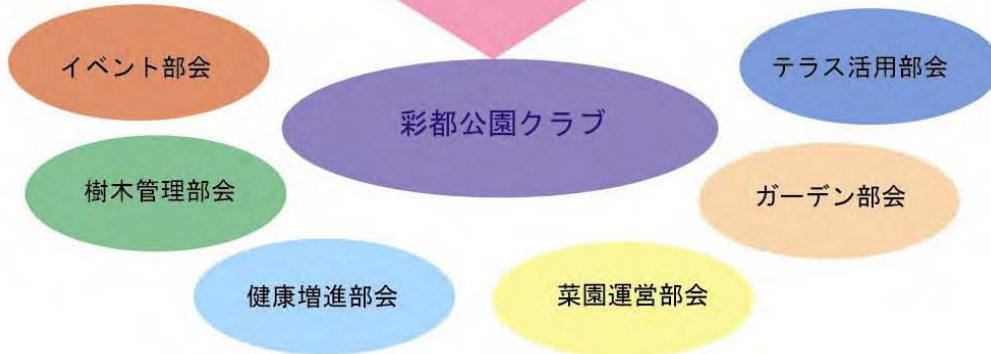 イベント部会
テラス活用部会
彩都公園クラブ
樹木管理部会
ガーデン部会
健康増進部会
菜園運営部会